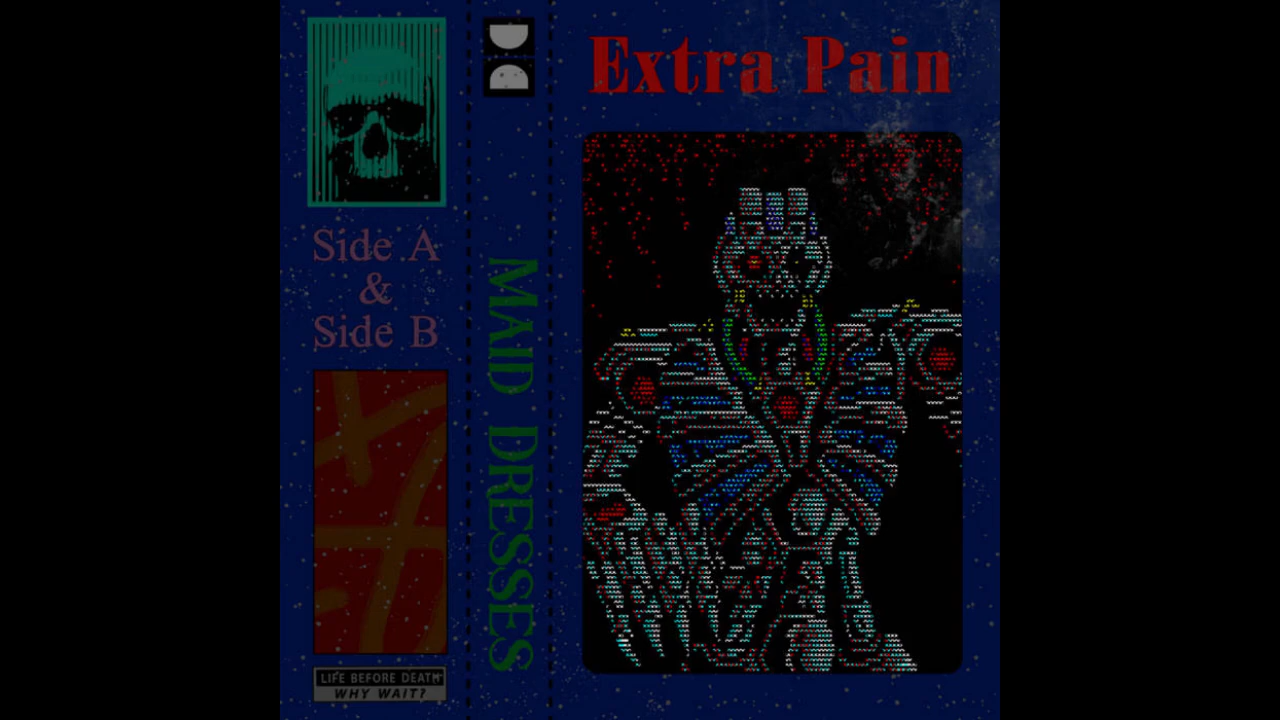 Side A
&
Side B
LIFE BEFORE DEATH
WHY WAIT?
MAID DRESSES
Extra Pain